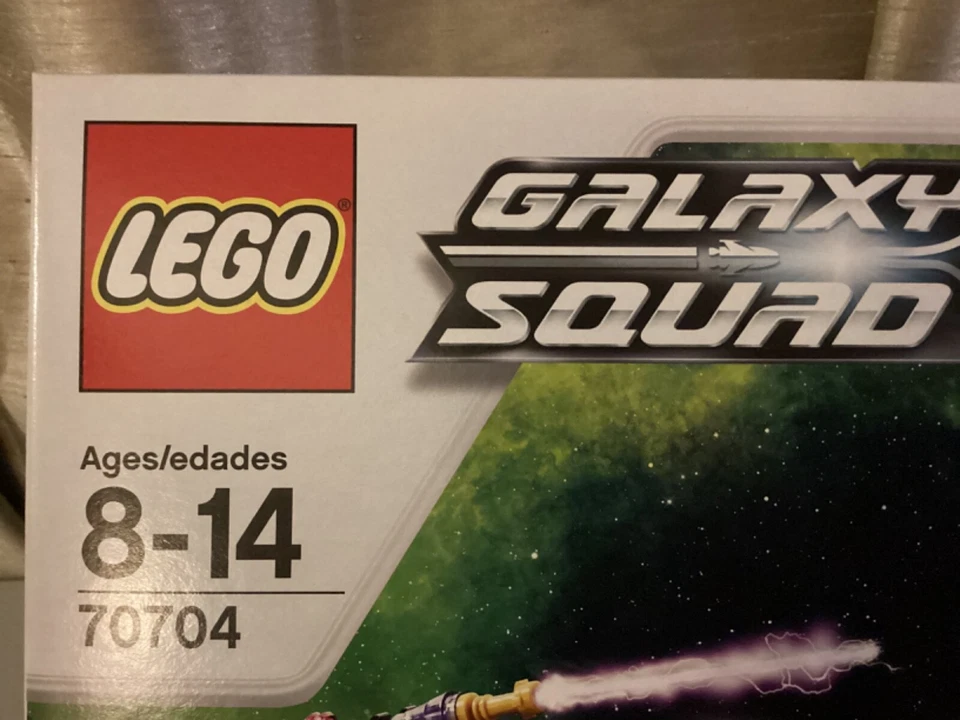 LEGO®
GALAXY
SQUAD
Ages/edades
8-14
70704